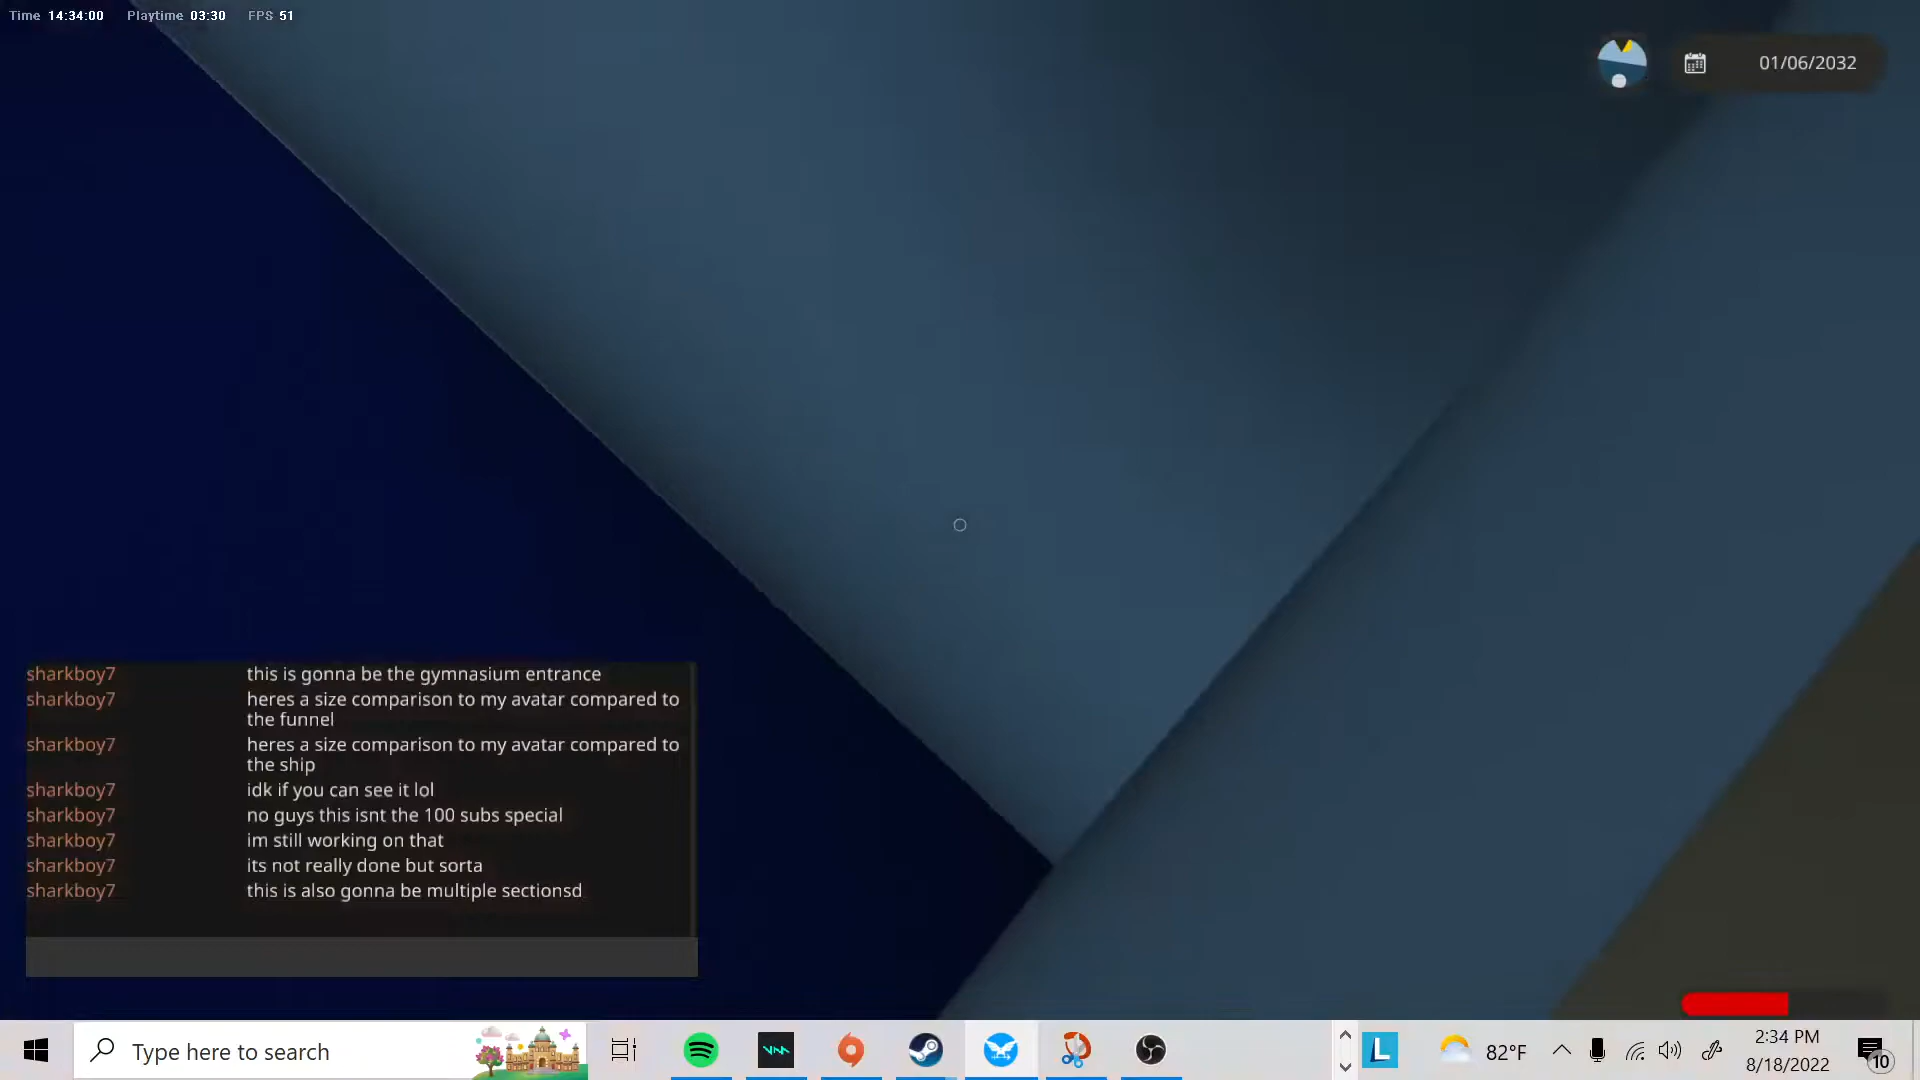 Time 14:34:00 Playtime 03:30 FPS 51
01/06/2032
sharkboy7 this is gonna be the gymnasium entrance
sharkboy7 heres a size comparison to my avatar compared to
the funnel
sharkboy7 heres a size comparison to my avatar compared to
the ship
sharkboy7 idk if you can see it lol
sharkboy7 no guys this isnt the 100 subs special
sharkboy7 im still working on that
sharkboy7 its not really done but sorta
sharkboy7 this is also gonna be multiple sectionsd
Type here to search
L
82°F
2:34 PM
8/18/2022
10